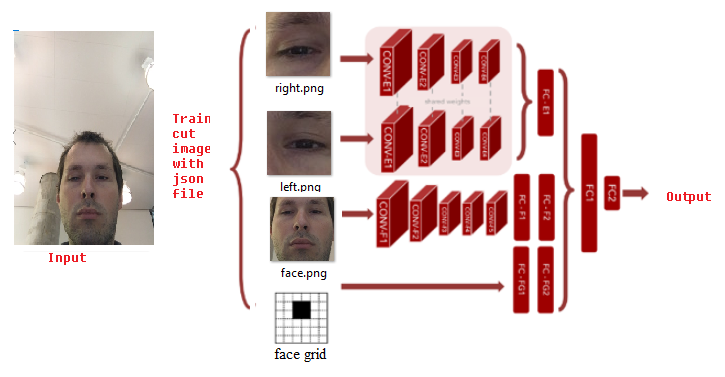 Input
Train
cut
image
with
json
file
right.png
left.png
face.png
face grid
CONV-E1
CONV-E2
CONV-E3
CONV-E4
shared weights
CONV-E1
CONV-E2
CONV-E3
CONV-E4
FC - E1
CONV-F1
CONV-F2
CONV-F3
CONV-F4
CONV-F5
FC - F1
FC - F2
FC - FG1
FC - FG2
FC1
FC2
Output